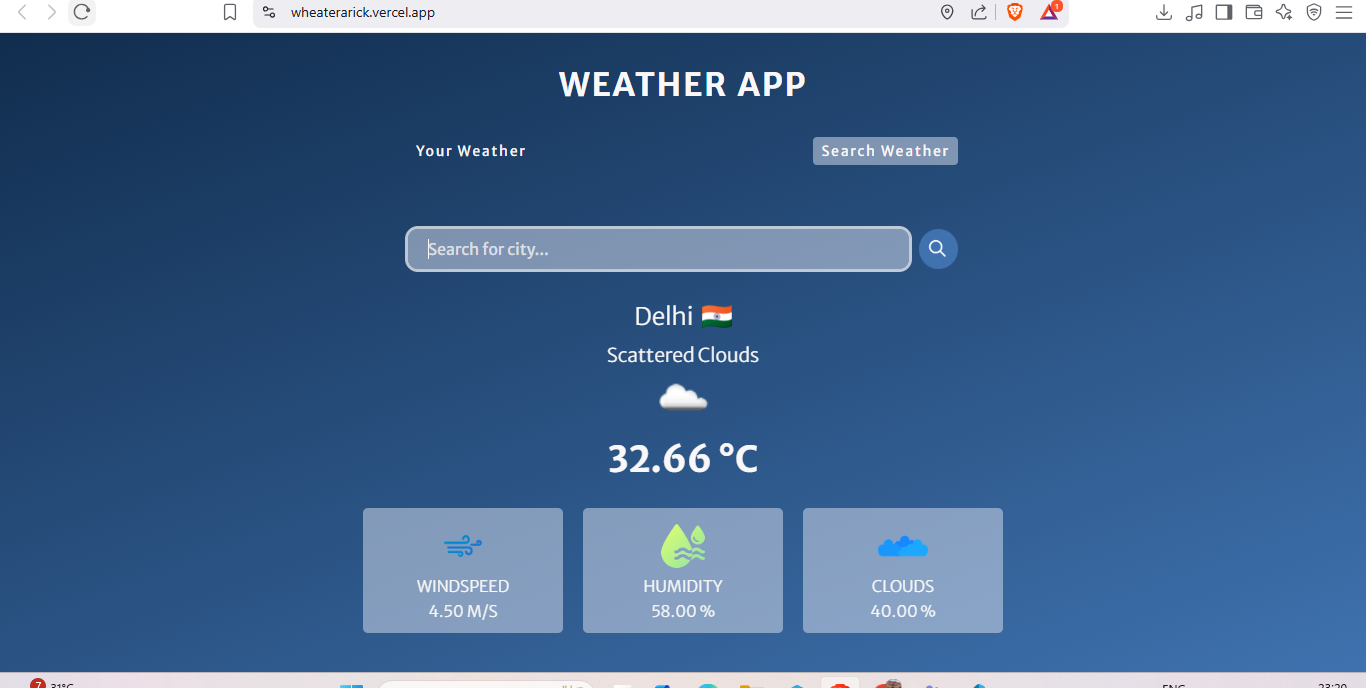 wheaterarick.vercel.app
1
WEATHER APP
Your Weather
Search Weather
Search for city...
Delhi
Scattered Clouds
32.66 °C
WINDSPEED
4.50 M/S
HUMIDITY
58.00 %
CLOUDS
40.00 %
7
31°C
ENG
23:20